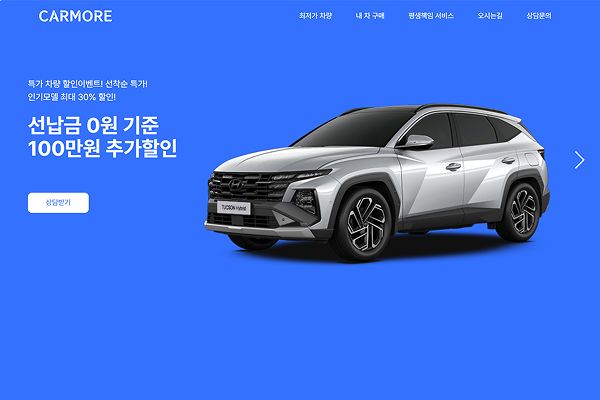 CARMORE
최저가 차량
내 차 구매
평생책임 서비스
오시는길
상담문의
특가 차량 할인이벤트! 선착순 특가!
인기모델 최대 30% 할인!
선납금 0원 기준
100만원 추가할인
상담받기
TUCSON Hybrid